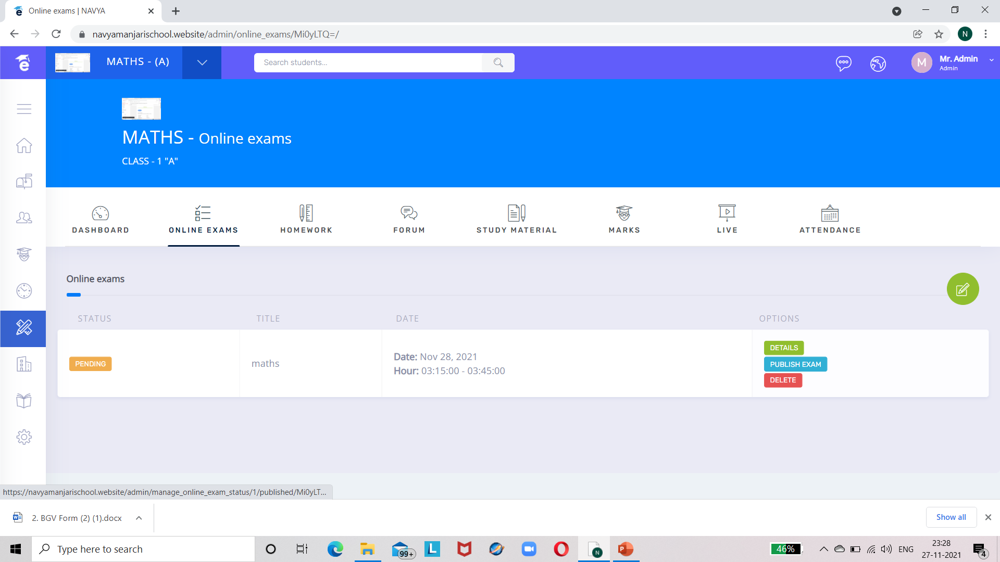 Online exams | NAVYA
navyamanjarischool.website/admin/online_exams/Mi0yLTQ=/
N
MATHS - (A)
Search students...
M
Mr. Admin
Admin
MATHS - Online exams
CLASS - 1 "A"
DASHBOARD
ONLINE EXAMS
HOMEWORK
FORUM
STUDY MATERIAL
MARKS
LIVE
ATTENDANCE
Online exams
STATUS
TITLE
DATE
OPTIONS
PENDING
maths
Date: Nov 28, 2021
Hour: 03:15:00 - 03:45:00
DETAILS
PUBLISH EXAM
DELETE
https://navyamanjarischool.website/admin/manage_online_exam_status/1/published/Mi0yLT...
2. BGV Form (2) (1).docx
Show all
Type here to search
99+
L
N
P
46%
ENG
23:28
27-11-2021
4